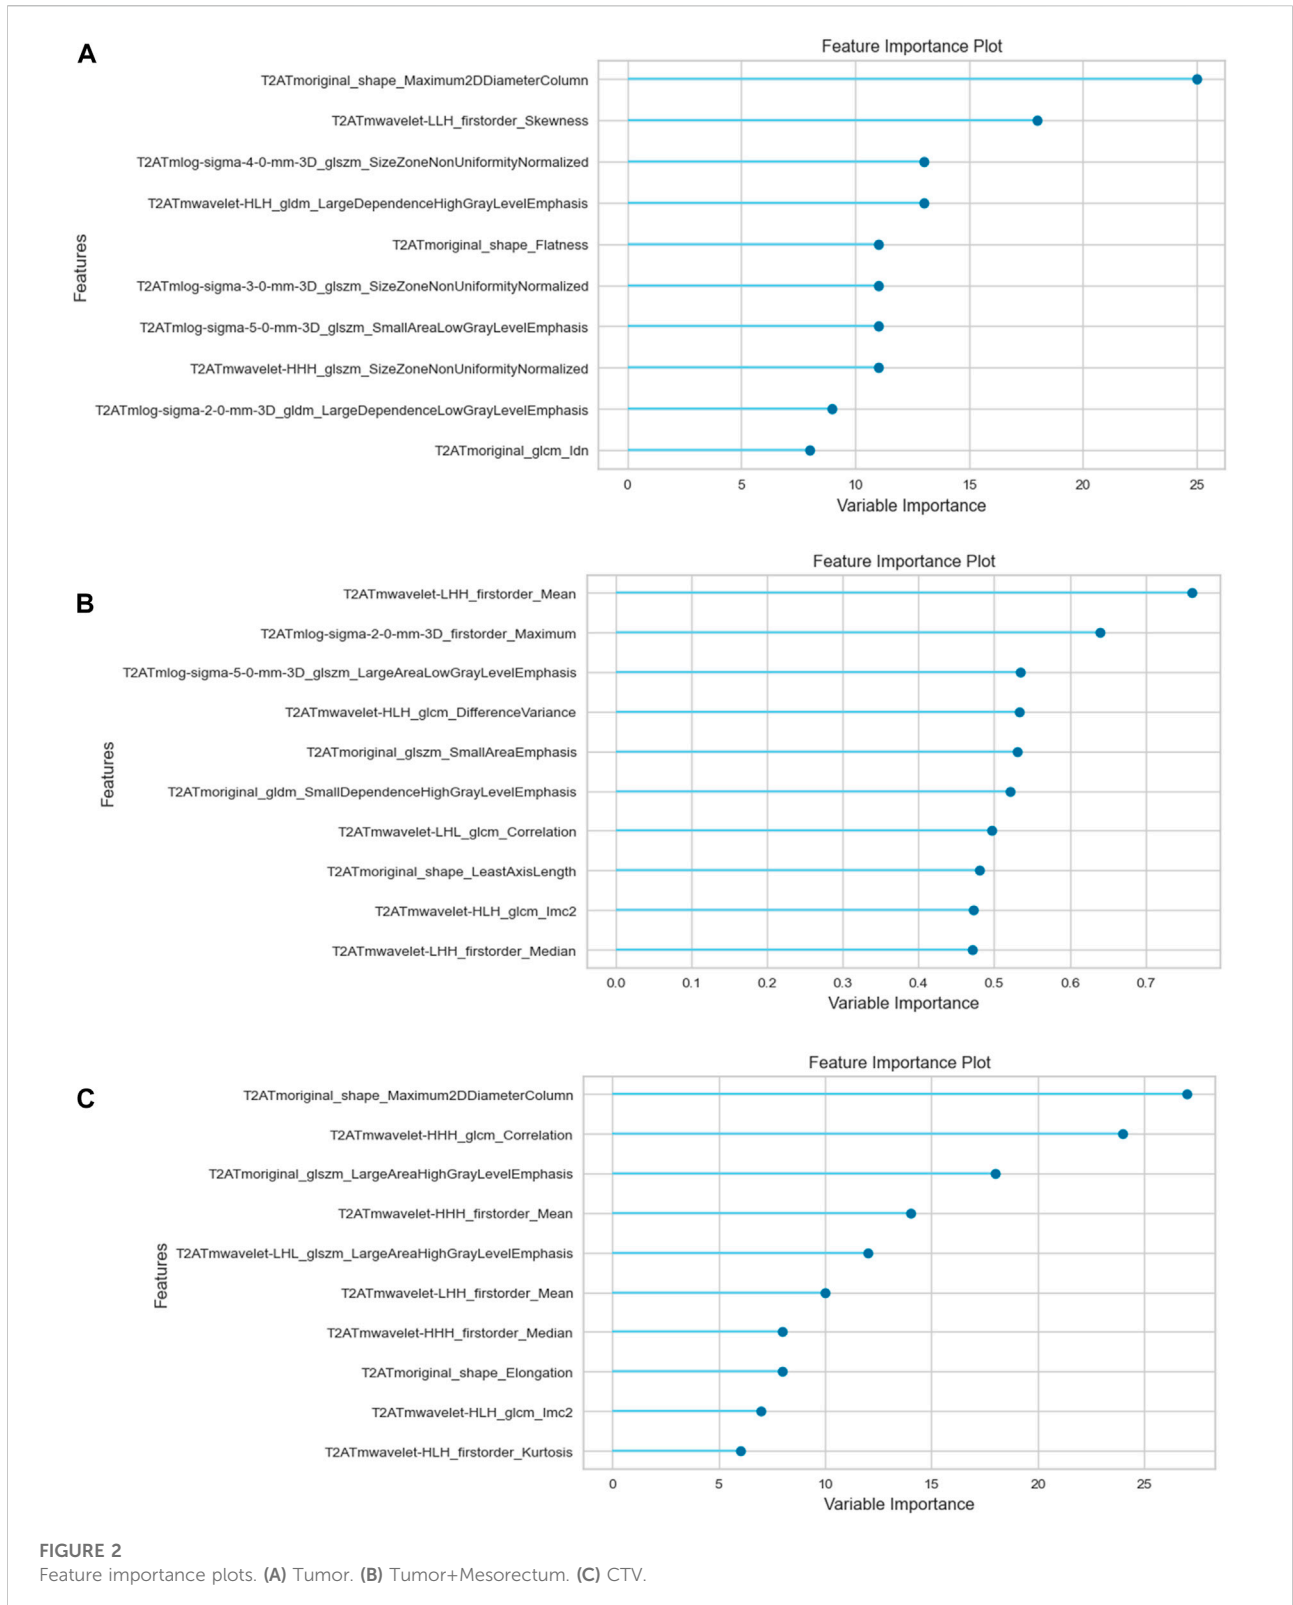 A
Feature Importance Plot
T2ATmoriginal_shape_Maximum2DDiameterColumn
T2ATmwavelet-LLH_firstorder_Skewness
T2ATmlog-sigma-4-0-mm-3D_glszm_SizeZoneNonUniformityNormalized
T2ATmwavelet-HLH_gldm_LargeDependenceHighGrayLevelEmphasis
T2ATmoriginal_shape_Flatness
T2ATmlog-sigma-3-0-mm-3D_glszm_SizeZoneNonUniformityNormalized
T2ATmlog-sigma-5-0-mm-3D_glszm_SmallAreaLowGrayLevelEmphasis
T2ATmwavelet-HHH_glszm_SizeZoneNonUniformityNormalized
T2ATmlog-sigma-2-0-mm-3D_gldm_LargeDependenceLowGrayLevelEmphasis
T2ATmoriginal_glcm_Idn
Features
0 5 10 15 20 25
Variable Importance
B
Feature Importance Plot
T2ATmwavelet-LHH_firstorder_Mean
T2ATmlog-sigma-2-0-mm-3D_firstorder_Maximum
T2ATmlog-sigma-5-0-mm-3D_glszm_LargeAreaLowGrayLevelEmphasis
T2ATmwavelet-HLH_glcm_DifferenceVariance
T2ATmoriginal_glszm_SmallAreaEmphasis
T2ATmoriginal_gldm_SmallDependenceHighGrayLevelEmphasis
T2ATmwavelet-LHL_glcm_Correlation
T2ATmoriginal_shape_LeastAxisLength
T2ATmwavelet-HLH_glcm_Imc2
T2ATmwavelet-LHH_firstorder_Median
Features
0.0 0.1 0.2 0.3 0.4 0.5 0.6 0.7
Variable Importance
C
Feature Importance Plot
T2ATmoriginal_shape_Maximum2DDiameterColumn
T2ATmwavelet-HHH_glcm_Correlation
T2ATmoriginal_glszm_LargeAreaHighGrayLevelEmphasis
T2ATmwavelet-HHH_firstorder_Mean
T2ATmwavelet-LHL_glszm_LargeAreaHighGrayLevelEmphasis
T2ATmwavelet-LHH_firstorder_Mean
T2ATmwavelet-HHH_firstorder_Median
T2ATmoriginal_shape_Elongation
T2ATmwavelet-HLH_glcm_Imc2
T2ATmwavelet-HLH_firstorder_Kurtosis
Features
0 5 10 15 20 25
Variable Importance
FIGURE 2
Feature importance plots. (A) Tumor. (B) Tumor+Mesorectum. (C) CTV.